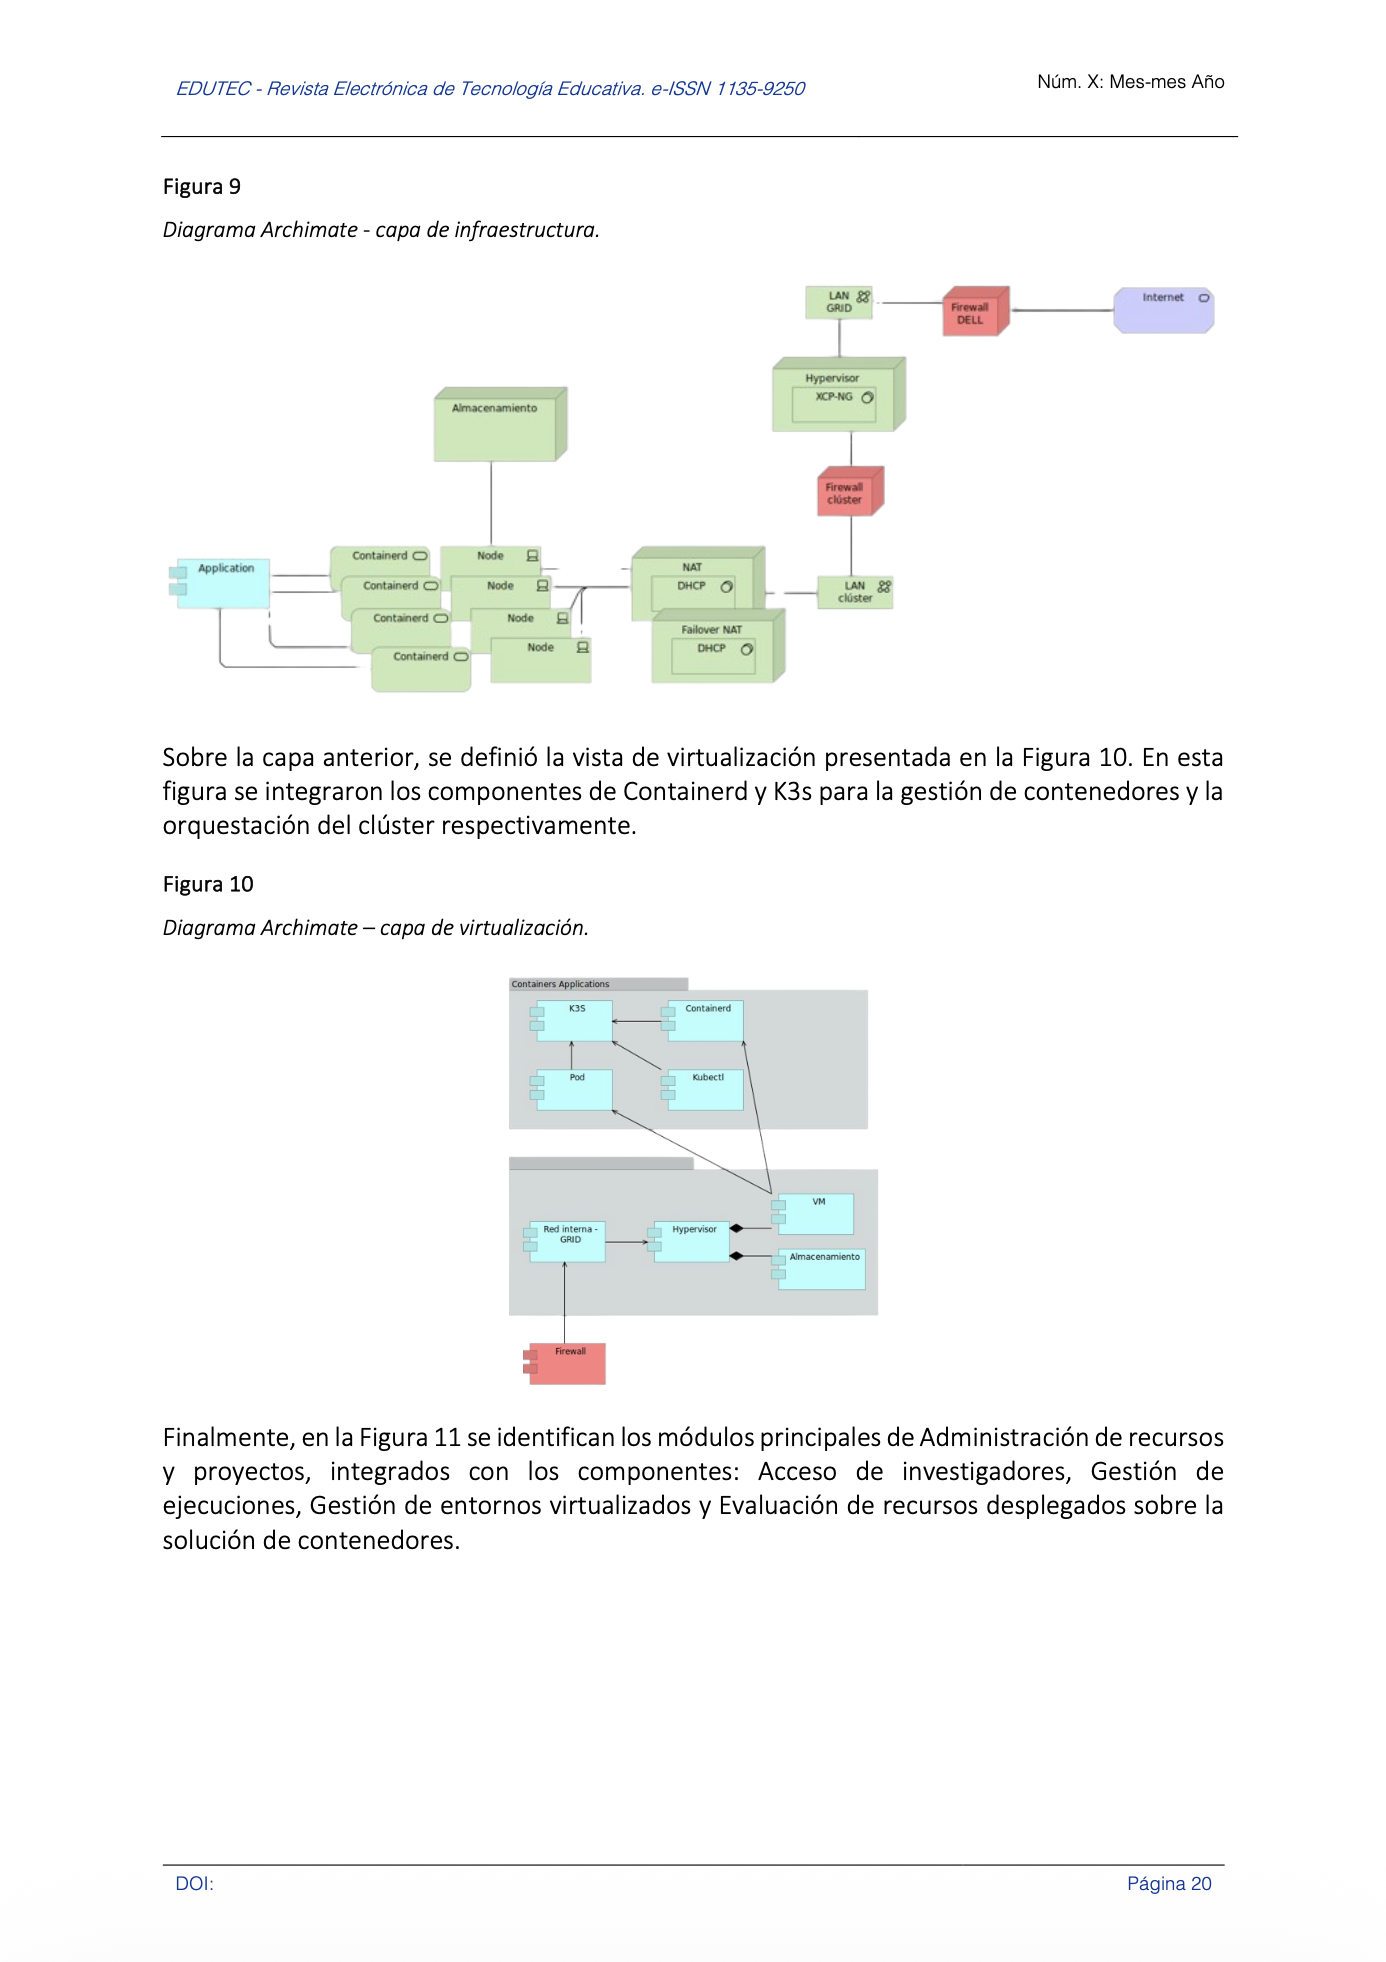 EDUTEC - Revista Electrónica de Tecnología Educativa. e-ISSN 1135-9250
Núm. X: Mes-mes Año
Figura 9
Diagrama Archimate - capa de infraestructura.
LAN
GRID
Firewall
DELL
Internet
Hypervisor
XCP-NG
Almacenamiento
Firewall
clúster
Application
Containerd
Containerd
Containerd
Containerd
Node
Node
Node
Node
NAT
DHCP
Failover NAT
DHCP
LAN
clúster
Sobre la capa anterior, se definió la vista de virtualización presentada en la Figura 10. En esta
figura se integraron los componentes de Containerd y K3s para la gestión de contenedores y la
orquestación del clúster respectivamente.
Figura 10
Diagrama Archimate – capa de virtualización.
Containers Applications
K3S
Containerd
Pod
Kubectl
VM
Red interna -
GRID
Hypervisor
Almacenamiento
Firewall
Finalmente, en la Figura 11 se identifican los módulos principales de Administración de recursos
y proyectos, integrados con los componentes: Acceso de investigadores, Gestión de
ejecuciones, Gestión de entornos virtualizados y Evaluación de recursos desplegados sobre la
solución de contenedores.
DOI:
Página 20